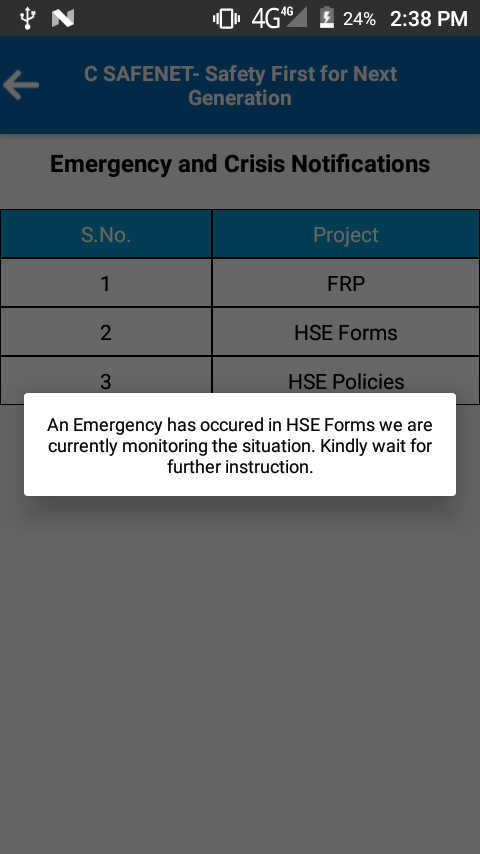 4G 4G 24% 2:38 PM
C SAFENET- Safety First for Next
Generation
Emergency and Crisis Notifications
S.No. Project
1 FRP
2 HSE Forms
3 HSE Policies
An Emergency has occured in HSE Forms we are
currently monitoring the situation. Kindly wait for
further instruction.